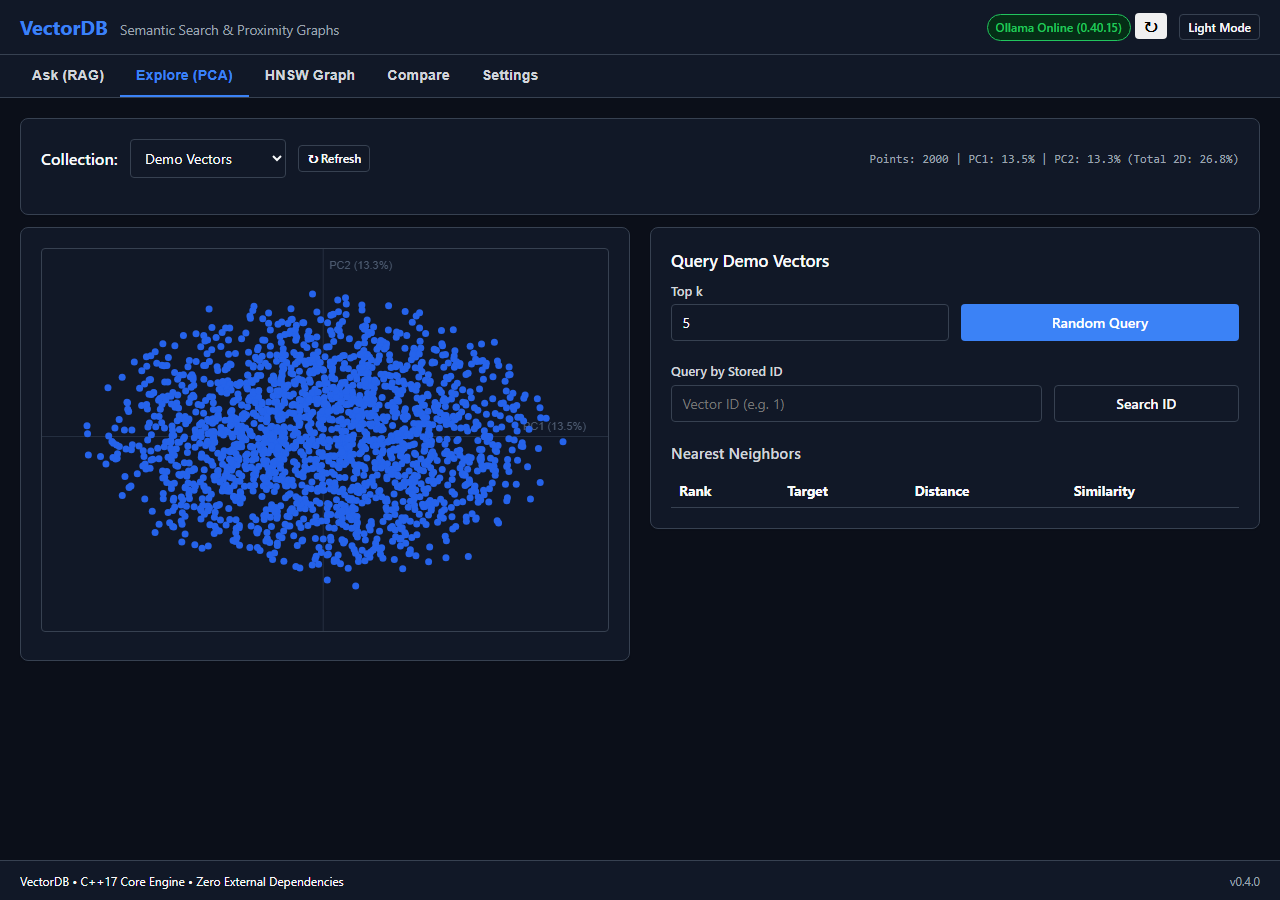 VectorDB Semantic Search & Proximity Graphs Ollama Online (0.40.15) ↻ Light Mode
Ask (RAG) Explore (PCA) HNSW Graph Compare Settings
Collection: Demo Vectors ↻ Refresh Points: 2000 | PC1: 13.5% | PC2: 13.3% (Total 2D: 26.8%)
PC2 (13.3%)
PC1 (13.5%)
Query Demo Vectors
Top k
5 Random Query
Query by Stored ID
Vector ID (e.g. 1) Search ID
Nearest Neighbors
Rank Target Distance Similarity
VectorDB • C++17 Core Engine • Zero External Dependencies v0.4.0